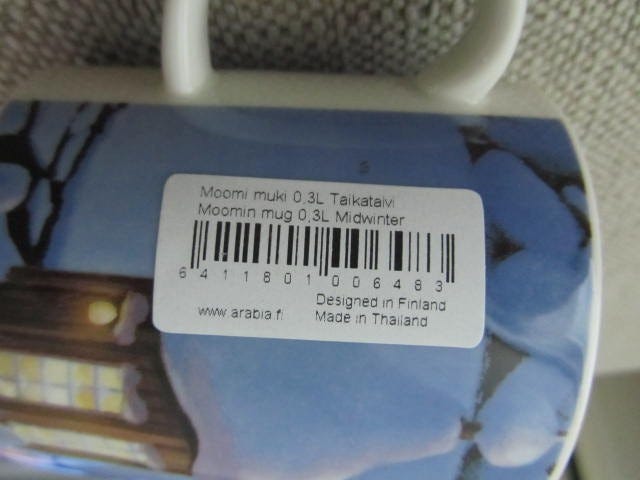 Moomi muki 0,3L Taikatalvi
Moomin mug 0,3L Midwinter
6411801006483
Designed in Finland
www.arabia.fi Made in Thailand